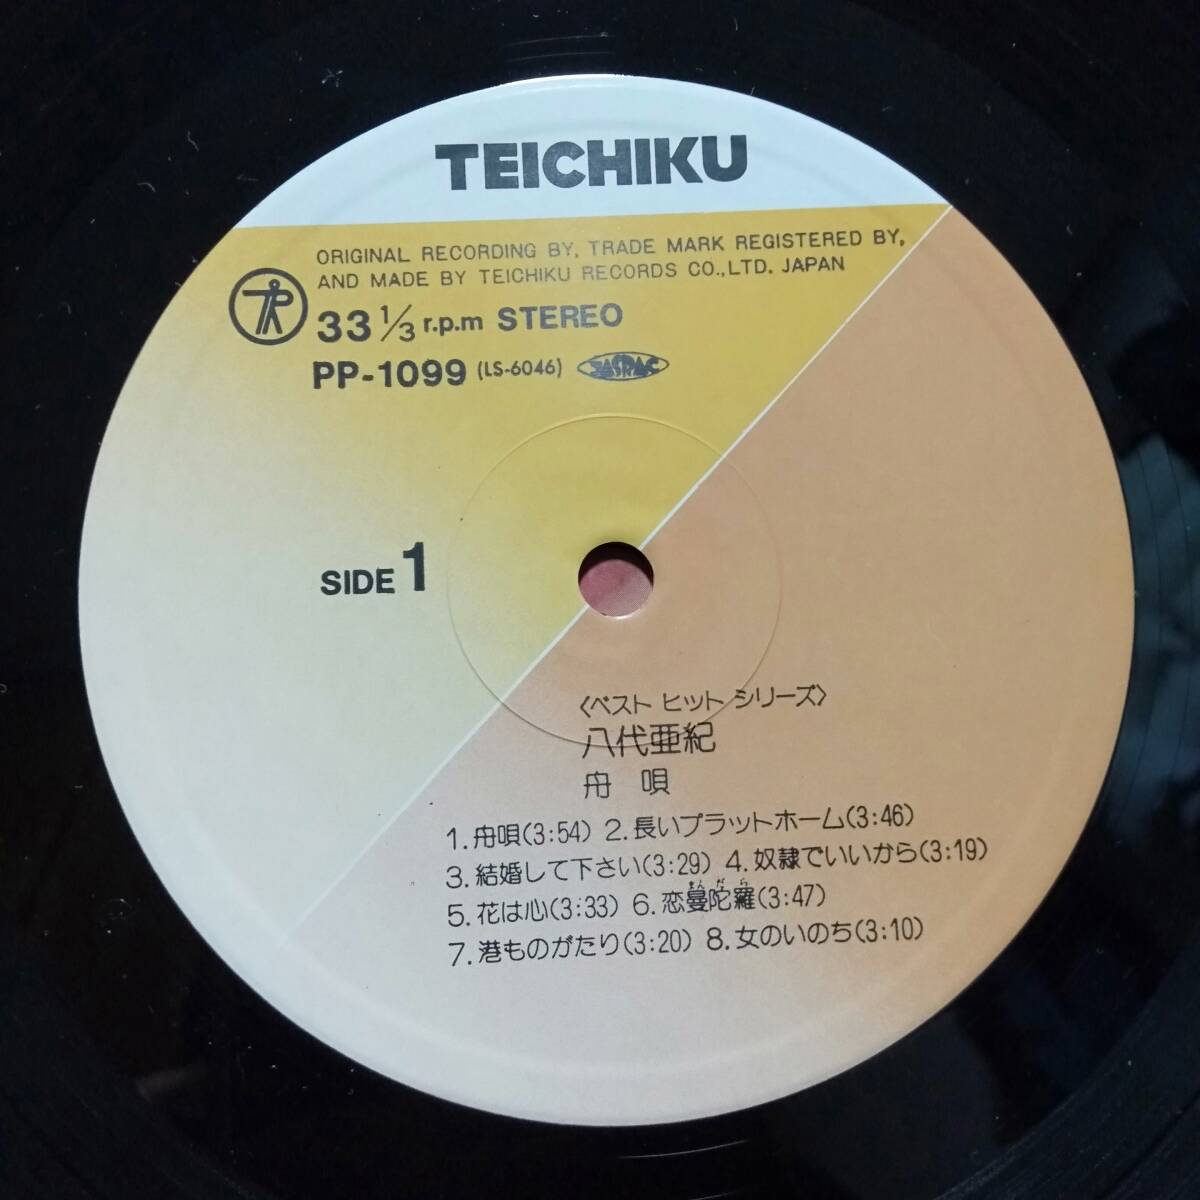 TEICHIKU
ORIGINAL RECORDING BY, TRADE MARK REGISTERED BY,
AND MADE BY TEICHIKU RECORDS CO.,LTD. JAPAN
33 1/3 r.p.m STEREO
PP-1099 (LS-6046) JASRAC
SIDE 1
〈ベスト ヒット シリーズ〉
八代亜紀
舟 唄
1. 舟唄(3:54) 2. 長いプラットホーム(3:46)
3. 結婚して下さい(3:29) 4. 奴隷でいいから(3:19)
まんだら
5. 花は心(3:33) 6. 恋曼陀羅(3:47)
7. 港ものがたり(3:20) 8. 女のいのち(3:10)